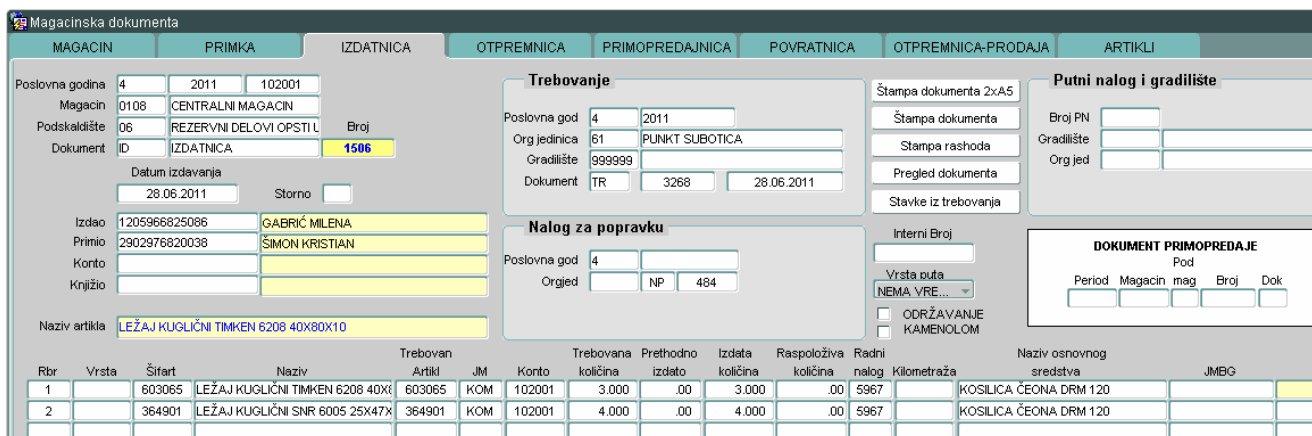 Magacinska dokumenta
MAGACIN PRIMKA IZDATNICA OTPREMNICA PRIMOPREDAJNICA POVRATNICA OTPREMNICA-PRODAJA ARTIKLI
Poslovna godina 4 2011 102001
Magacin 0108 CENTRALNI MAGACIN
Podskaldište 06 REZERVNI DELOVI OPSTI U Broj
Dokument ID IZDATNICA 1506
Datum izdavanja
28.06.2011 Storno
Izdao 1205966825086 GABRIĆ MILENA
Primio 2902976820038 ŠIMON KRISTIAN
Konto
Knjižio
Naziv artikla LEŽAJ KUGLIČNI TIMKEN 6208 40X80X10
Trebovanje
Poslovna god 4 2011
Org jedinica 61 PUNKT SUBOTICA
Gradilište 999999
Dokument TR 3268 28.06.2011
Nalog za popravku
Poslovna god 4
Orgjed NP 484
Štampa dokumenta 2xA5
Štampa dokumenta
Stampa rashoda
Pregled dokumenta
Stavke iz trebovanja
Interni Broj
Vrsta puta
NEMA VRE...
ODRŽAVANJE
KAMENOLOM
Putni nalog i gradilište
Broj PN
Gradilište
Org jed
DOKUMENT PRIMOPREDAJE
Pod
Period Magacin mag Broj Dok
Trebovan Trebovana Prethodno Izdata Raspoloživa Radni Naziv osnovnog
Rbr Vrsta Šifart Naziv Artikl JM Konto količina izdato količina količina nalog Kilometraža sredstva JMBG
1 603065 LEŽAJ KUGLIČNI TIMKEN 6208 40X8 603065 KOM 102001 3.000 .00 3.000 .00 5967 KOSILICA ČEONA DRM 120
2 364901 LEŽAJ KUGLIČNI SNR 6005 25X47X 364901 KOM 102001 4.000 .00 4.000 .00 5967 KOSILICA ČEONA DRM 120